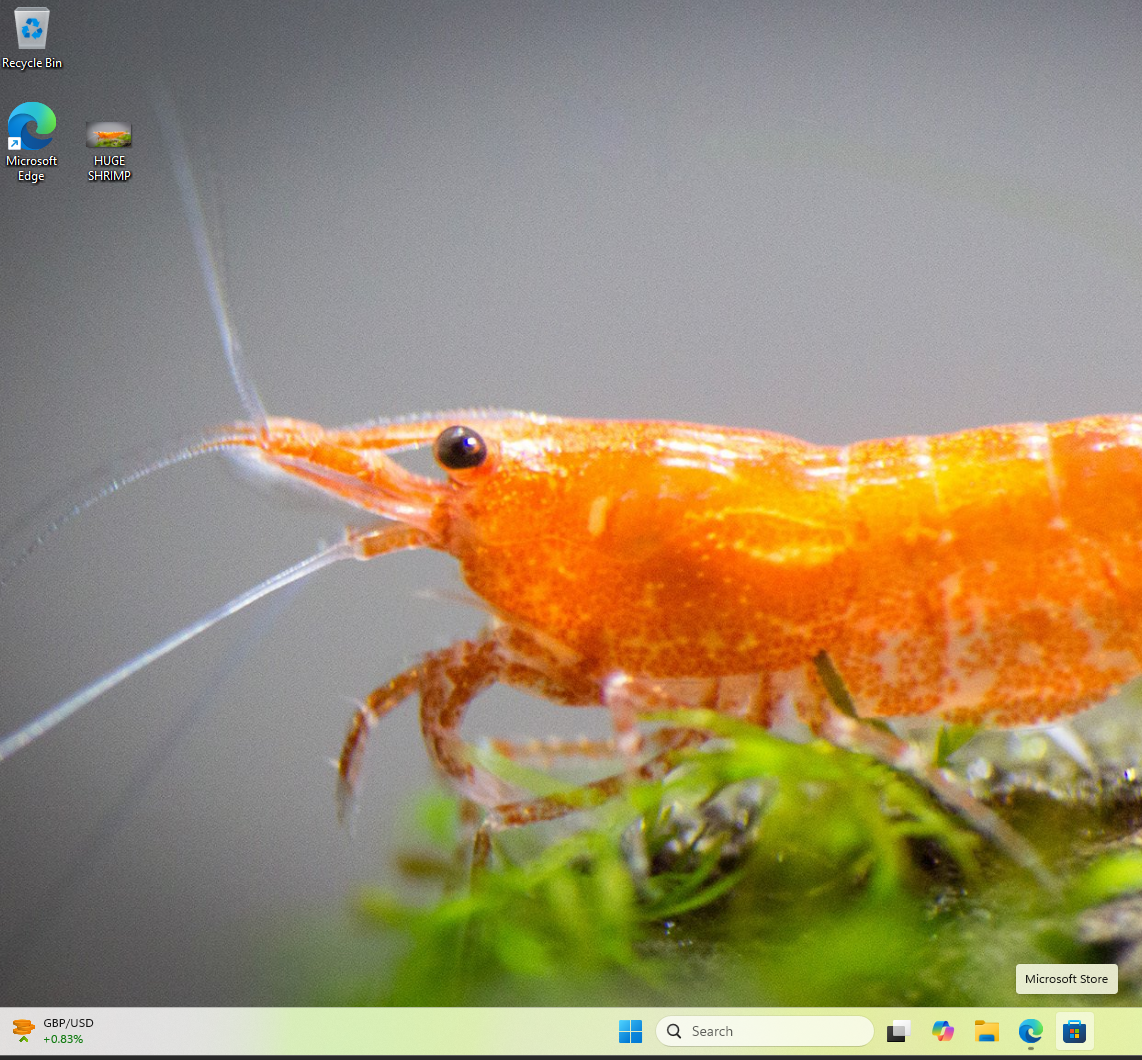 Recycle Bin
Microsoft
Edge
HUGE
SHRIMP
Microsoft Store
GBP/USD
+0.83%
Search